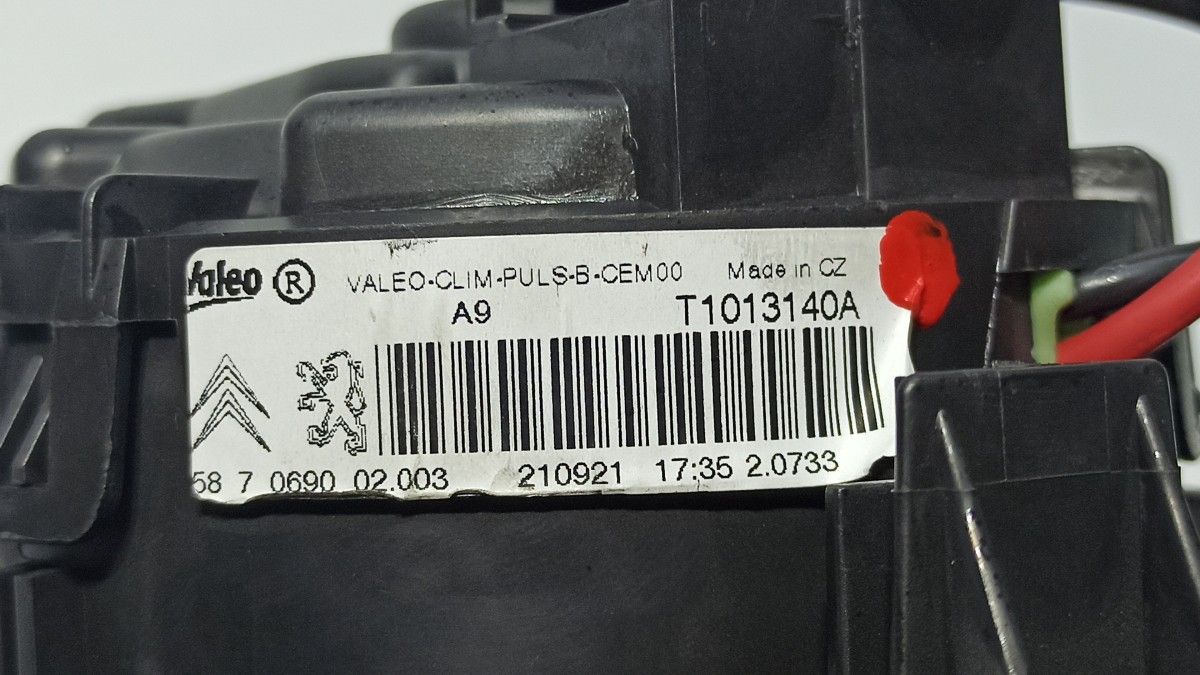 Valeo ® VALEO-CLIM-PULS-B-CEM00 Made in CZ
A9 T1013140A
58 7 0690 02.003 210921 17:35 2.0733